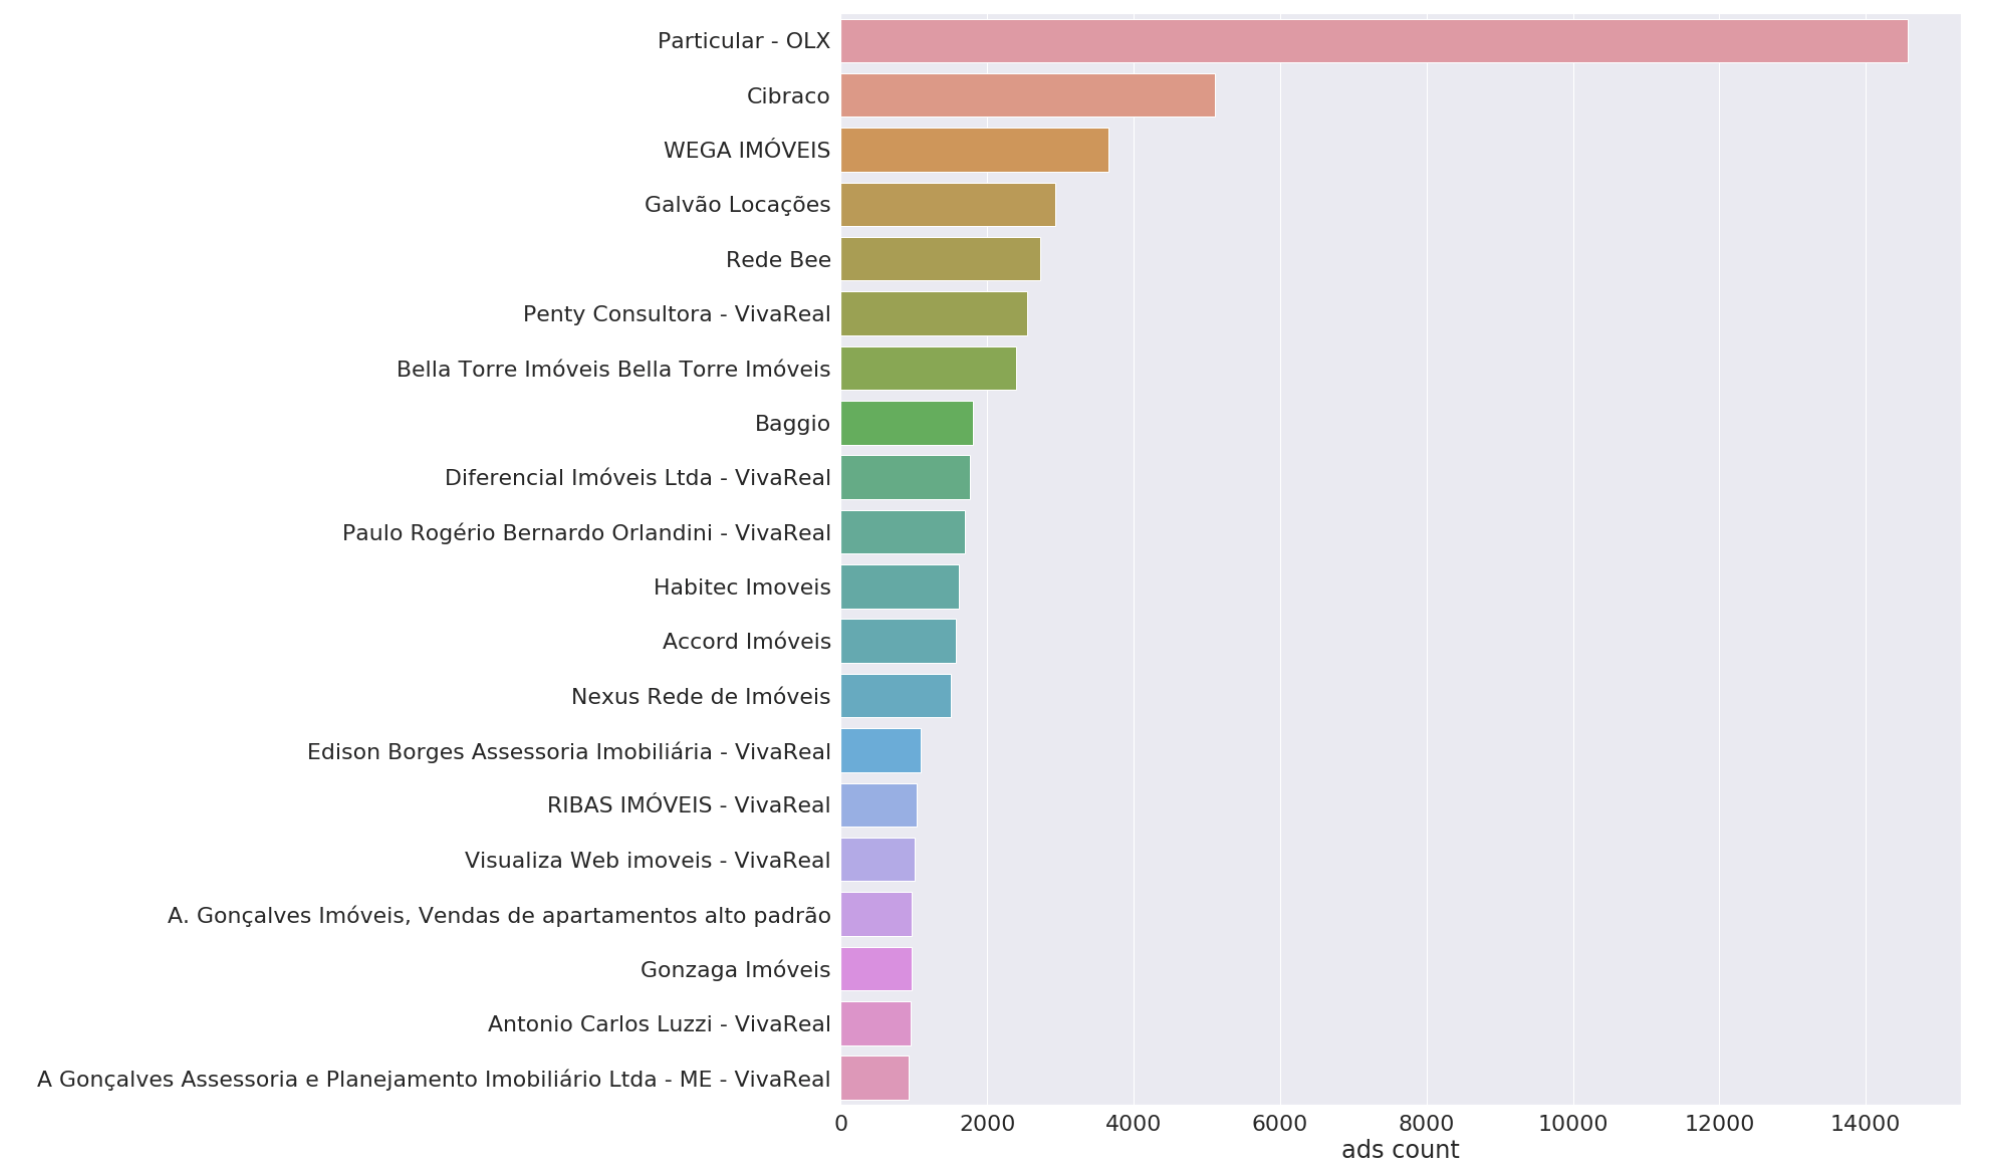 Particular - OLX
Cibraco
WEGA IMÓVEIS
Galvão Locações
Rede Bee
Penty Consultora - VivaReal
Bella Torre Imóveis Bella Torre Imóveis
Baggio
Diferencial Imóveis Ltda - VivaReal
Paulo Rogério Bernardo Orlandini - VivaReal
Habitec Imoveis
Accord Imóveis
Nexus Rede de Imóveis
Edison Borges Assessoria Imobiliária - VivaReal
RIBAS IMÓVEIS - VivaReal
Visualiza Web imoveis - VivaReal
A. Gonçalves Imóveis, Vendas de apartamentos alto padrão
Gonzaga Imóveis
Antonio Carlos Luzzi - VivaReal
A Gonçalves Assessoria e Planejamento Imobiliário Ltda - ME - VivaReal
0 2000 4000 6000 8000 10000 12000 14000
ads count